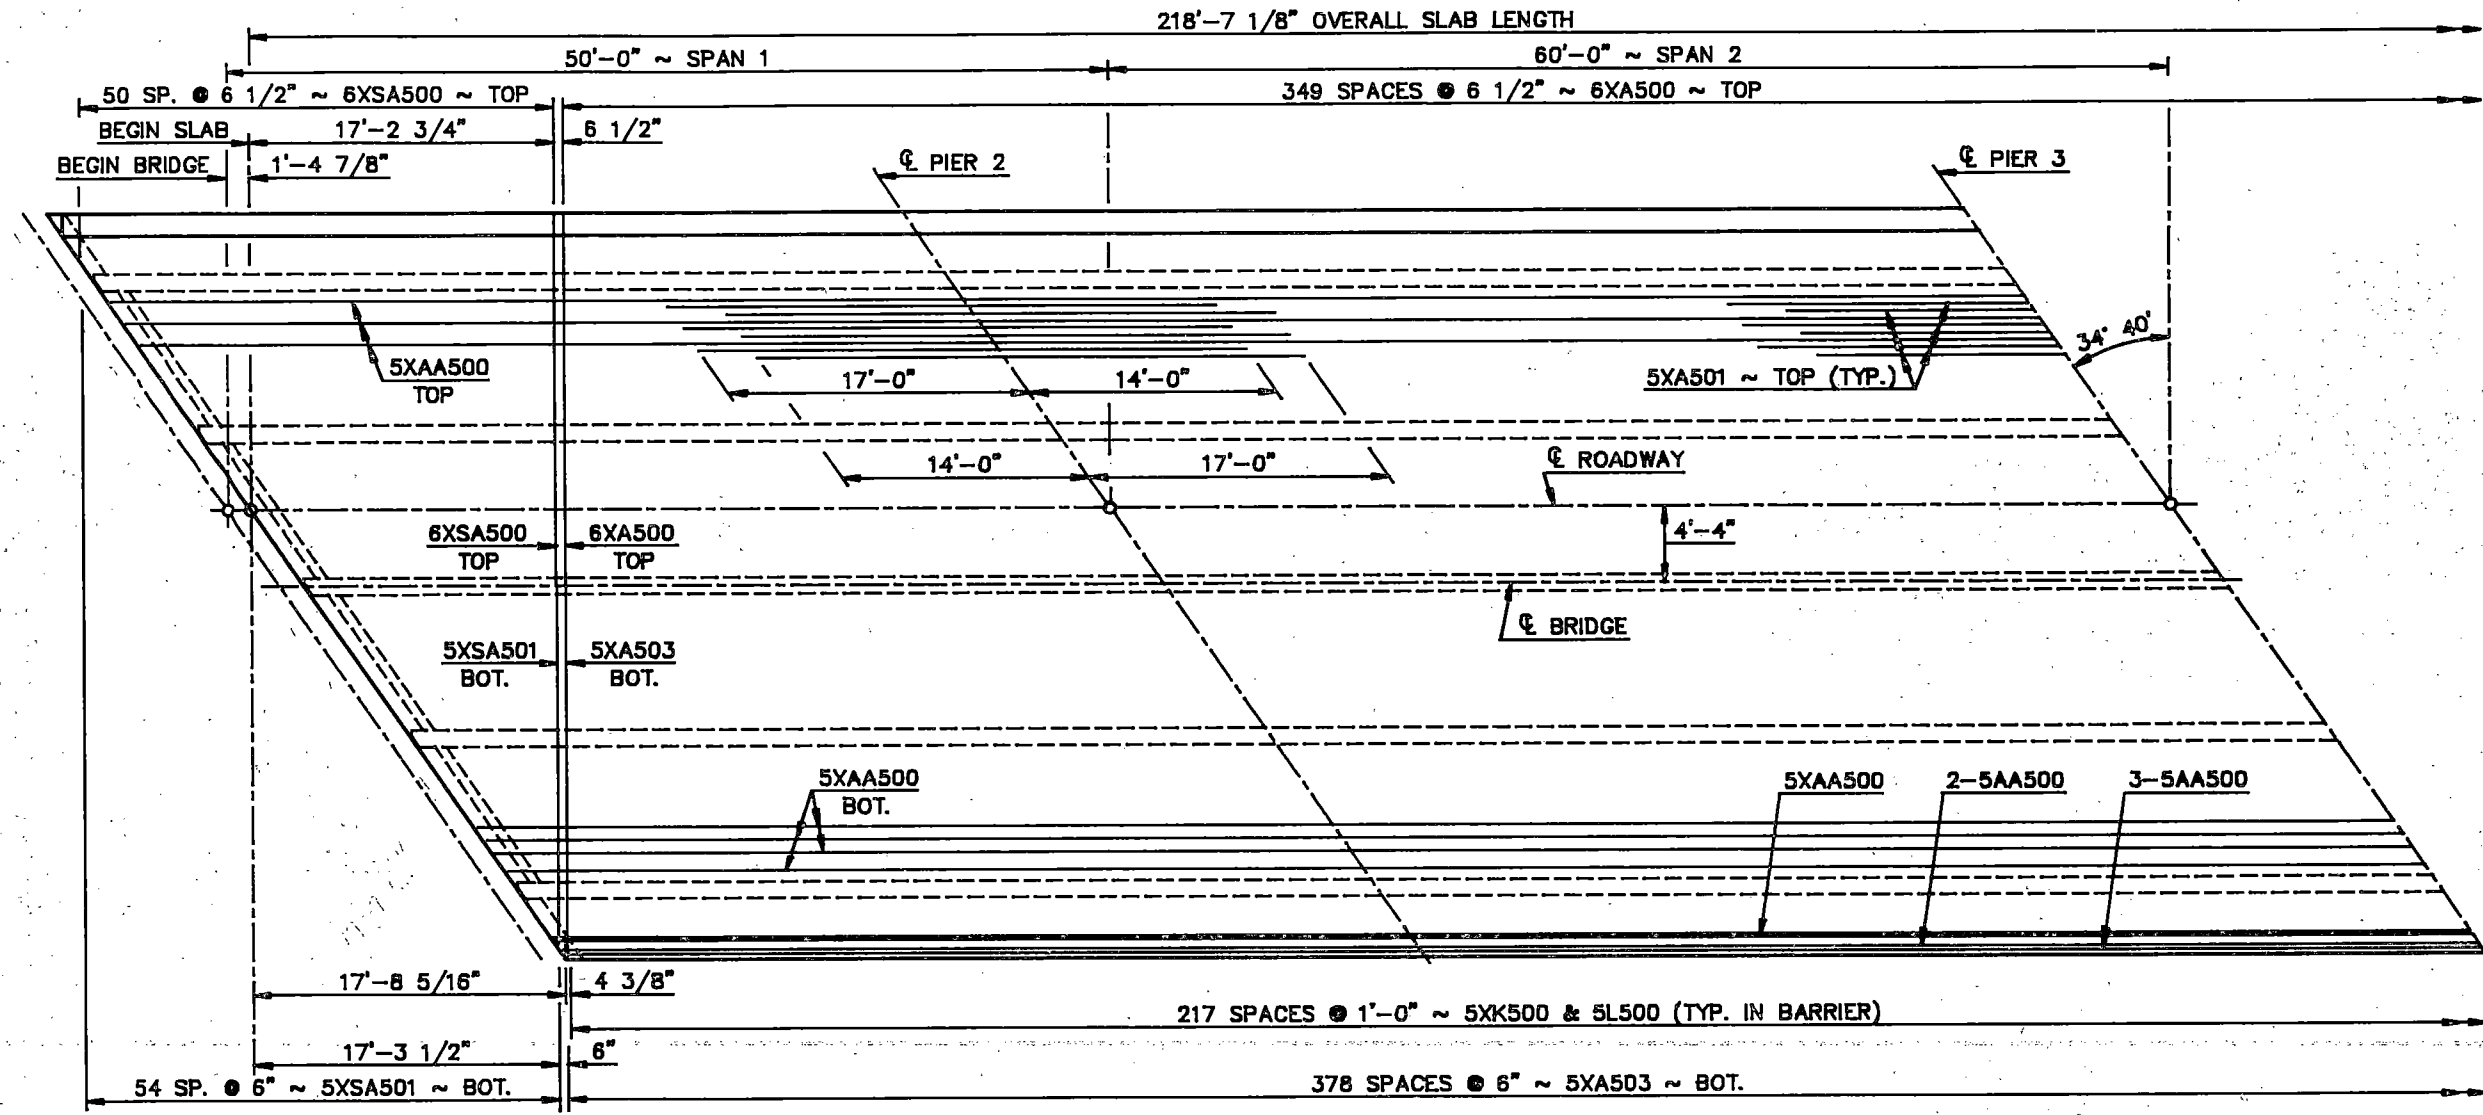 218'-7 1/8" OVERALL SLAB LENGTH
50'-0" ~ SPAN 1
60'-0" ~ SPAN 2
50 SP. @ 6 1/2" ~ 6XSA500 ~ TOP
349 SPACES @ 6 1/2" ~ 6XA500 ~ TOP
BEGIN SLAB
17'-2 3/4"
6 1/2"
BEGIN BRIDGE
1'-4 7/8"
℄ PIER 2
℄ PIER 3
34° 40'
5XAA500
TOP
17'-0"
14'-0"
5XA501 ~ TOP (TYP.)
14'-0"
17'-0"
℄ ROADWAY
6XSA500
TOP
6XA500
TOP
4'-4"
℄ BRIDGE
5XSA501
BOT.
5XA503
BOT.
5XAA500
BOT.
5XAA500
2-5AA500
3-5AA500
17'-8 5/16"
4 3/8"
217 SPACES @ 1'-0" ~ 5XK500 & 5L500 (TYP. IN BARRIER)
17'-3 1/2"
6"
54 SP. @ 6" ~ 5XSA501 ~ BOT.
378 SPACES @ 6" ~ 5XA503 ~ BOT.